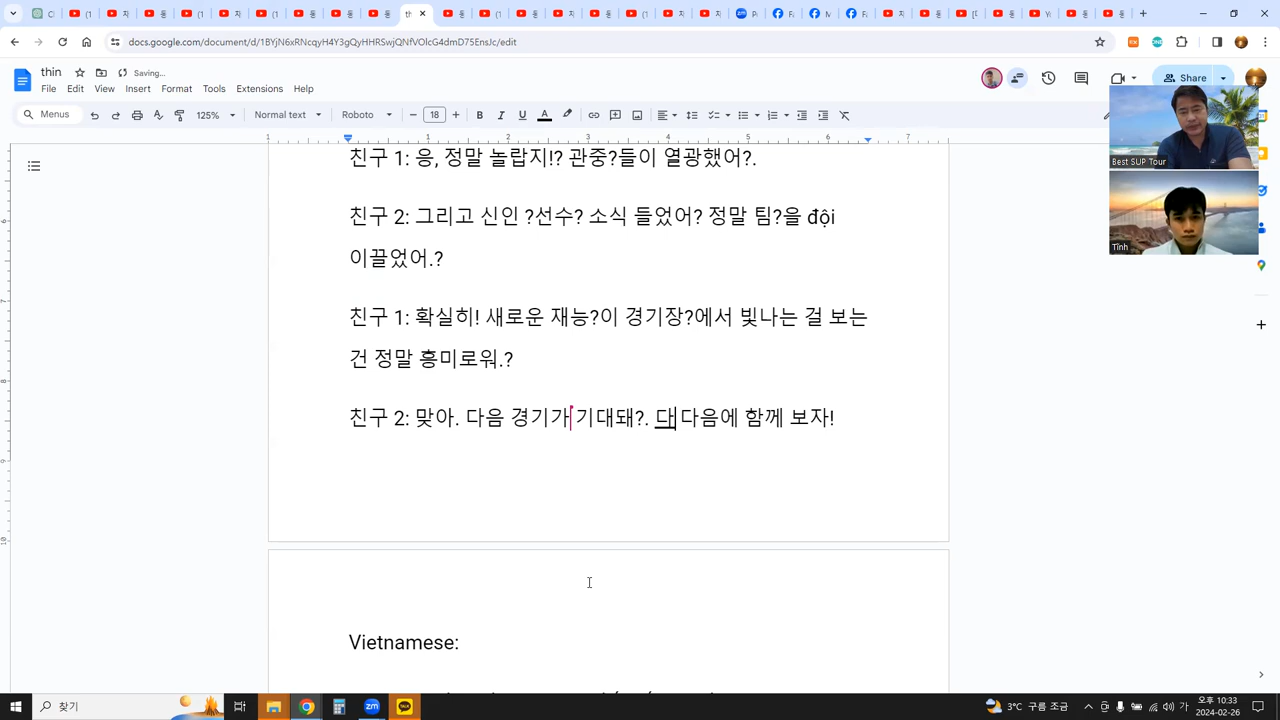 docs.google.com/document/d/1BYjN6xRNcqyH4Y3gQyHHRSwjQNfVOlcG4dmD75EnsJc/edit
thin
Saving...
File Edit View Insert Format Tools Extensions Help
Share
Menus
125%
Normal text
Roboto
18
친구 1: 응, 정말 놀랍지!? 관중?들이 열광했어?.
친구 2: 그리고 신인 ?선수? 소식 들었어? 정말 팀?을 đội
이끌었어.?
친구 1: 확실히! 새로운 재능?이 경기장?에서 빛나는 걸 보는
건 정말 흥미로워.?
친구 2: 맞아. 다음 경기가 기대돼?. 대다음에 함께 보자!
Vietnamese:
Best SUP Tour
Tĩnh
찾기
3°C 구름 조금
가
오후 10:33
2024-02-26